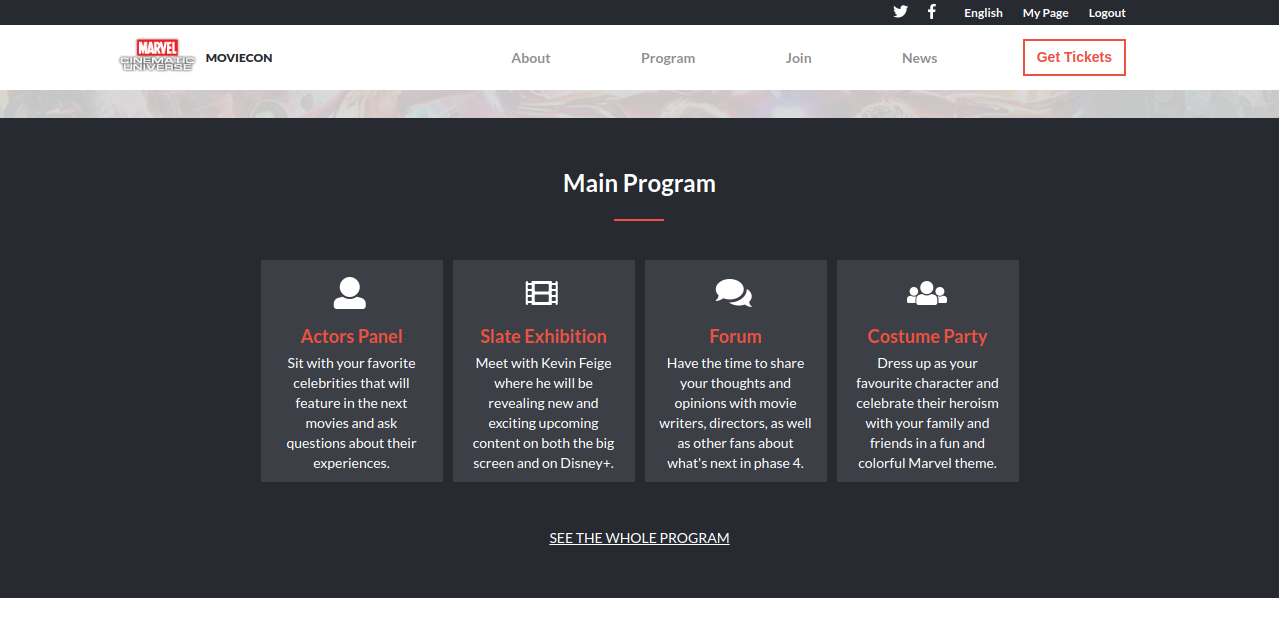 English My Page Logout
MARVEL
CINEMATIC
UNIVERSE
MOVIECON
About Program Join News Get Tickets
Main Program
Actors Panel
Sit with your favorite
celebrities that will
feature in the next
movies and ask
questions about their
experiences.
Slate Exhibition
Meet with Kevin Feige
where he will be
revealing new and
exciting upcoming
content on both the big
screen and on Disney+.
Forum
Have the time to share
your thoughts and
opinions with movie
writers, directors, as well
as other fans about
what's next in phase 4.
Costume Party
Dress up as your
favourite character and
celebrate their heroism
with your family and
friends in a fun and
colorful Marvel theme.
SEE THE WHOLE PROGRAM